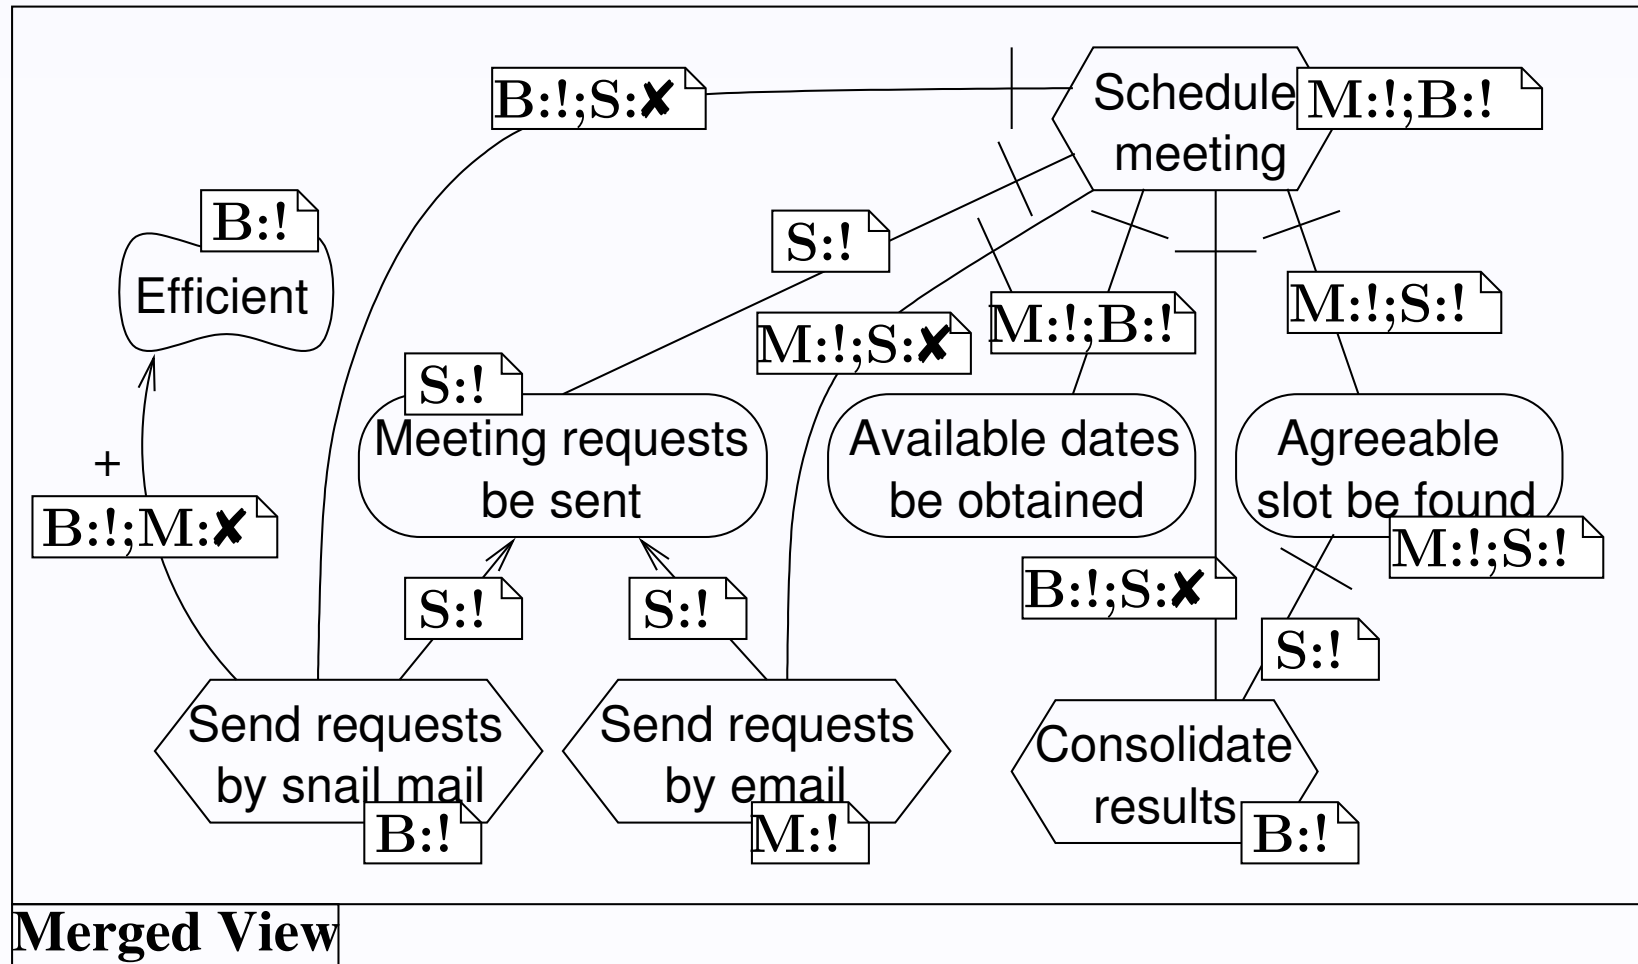 B:!;S:✘
Schedule
meeting
M:!;B:!
B:!
Efficient
S:!
M:!;S:✘
M:!;B:!
M:!;S:!
S:!
Meeting requests
be sent
Available dates
be obtained
Agreeable
slot be found
M:!;S:!
+
B:!;M:✘
S:!
S:!
B:!;S:✘
S:!
Send requests
by snail mail
B:!
Send requests
by email
M:!
Consolidate
results
B:!
Merged View